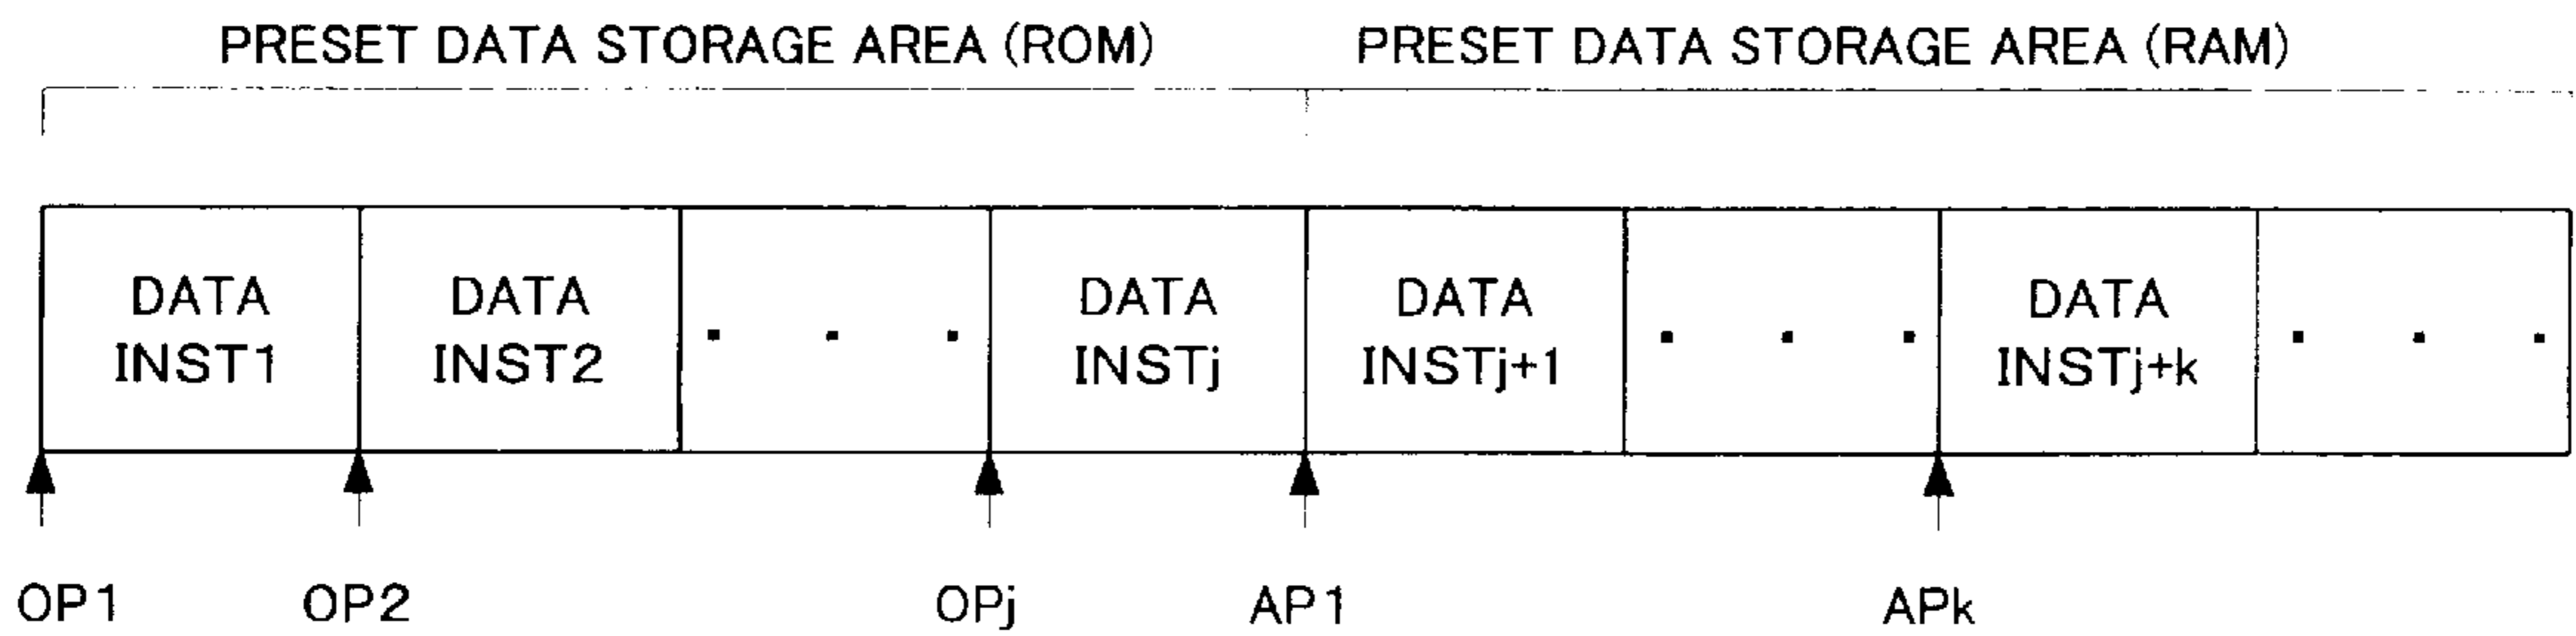 PRESET DATA STORAGE AREA (ROM) PRESET DATA STORAGE AREA (RAM)
DATA INST1
DATA INST2
. . .
DATA INSTj
DATA INSTj+1
. . .
DATA INSTj+k
. . .
OP1 OP2 OPj AP1 APk